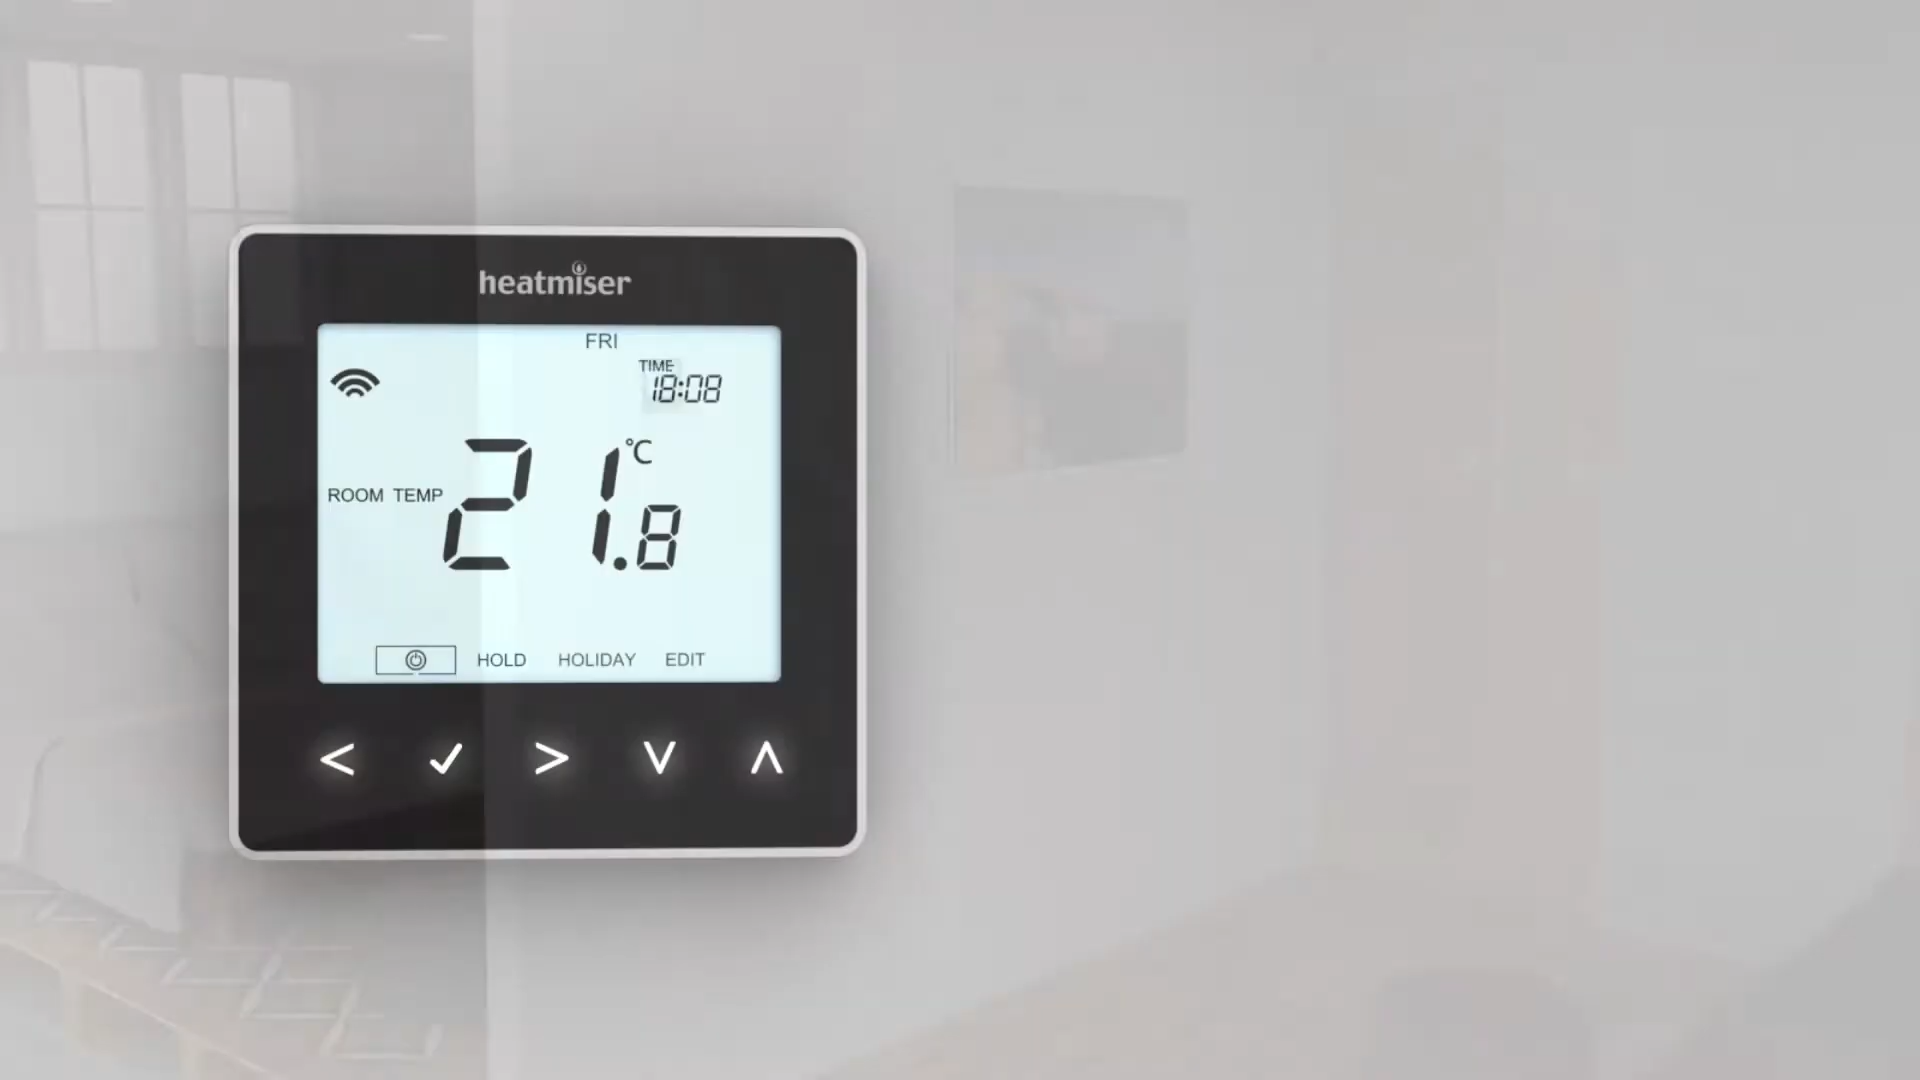 heatmiser
FRI
TIME
18:08
21.8 °C
ROOM TEMP
HOLD HOLIDAY EDIT